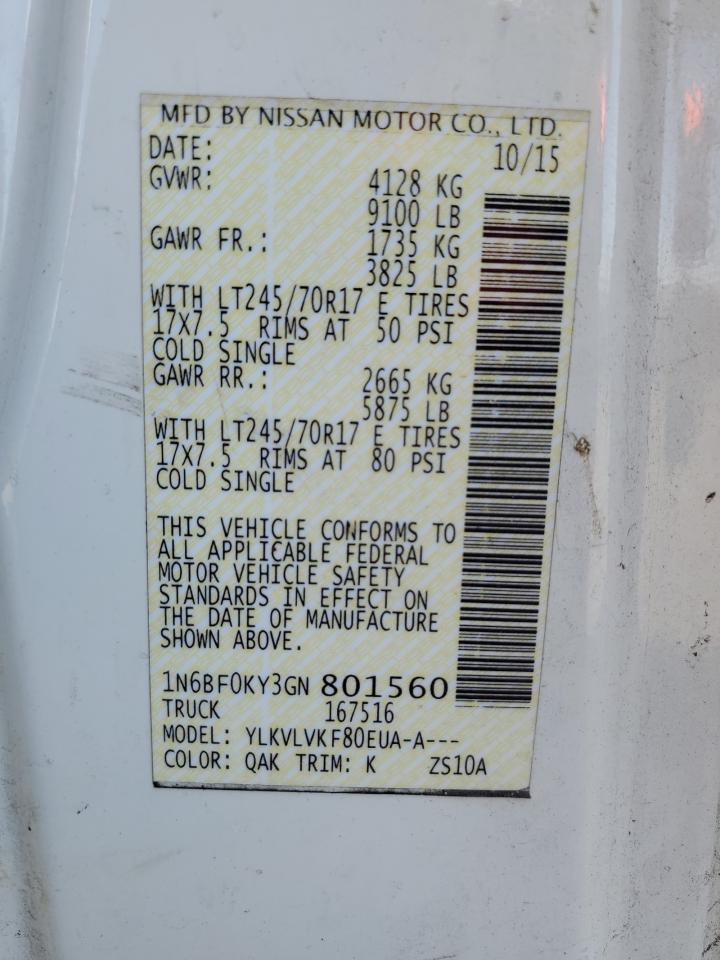 MFD BY NISSAN MOTOR CO., LTD.
DATE: 10/15
GVWR: 4128 KG
9100 LB
GAWR FR.: 1735 KG
3825 LB
WITH LT245/70R17 E TIRES
17X7.5 RIMS AT 50 PSI
COLD SINGLE
GAWR RR.: 2665 KG
5875 LB
WITH LT245/70R17 E TIRES
17X7.5 RIMS AT 80 PSI
COLD SINGLE
THIS VEHICLE CONFORMS TO
ALL APPLICABLE FEDERAL
MOTOR VEHICLE SAFETY
STANDARDS IN EFFECT ON
THE DATE OF MANUFACTURE
SHOWN ABOVE.
1N6BF0KY3GN 801560
TRUCK 167516
MODEL: YLKVLVKF80EUA-A---
COLOR: QAK TRIM: K ZS10A